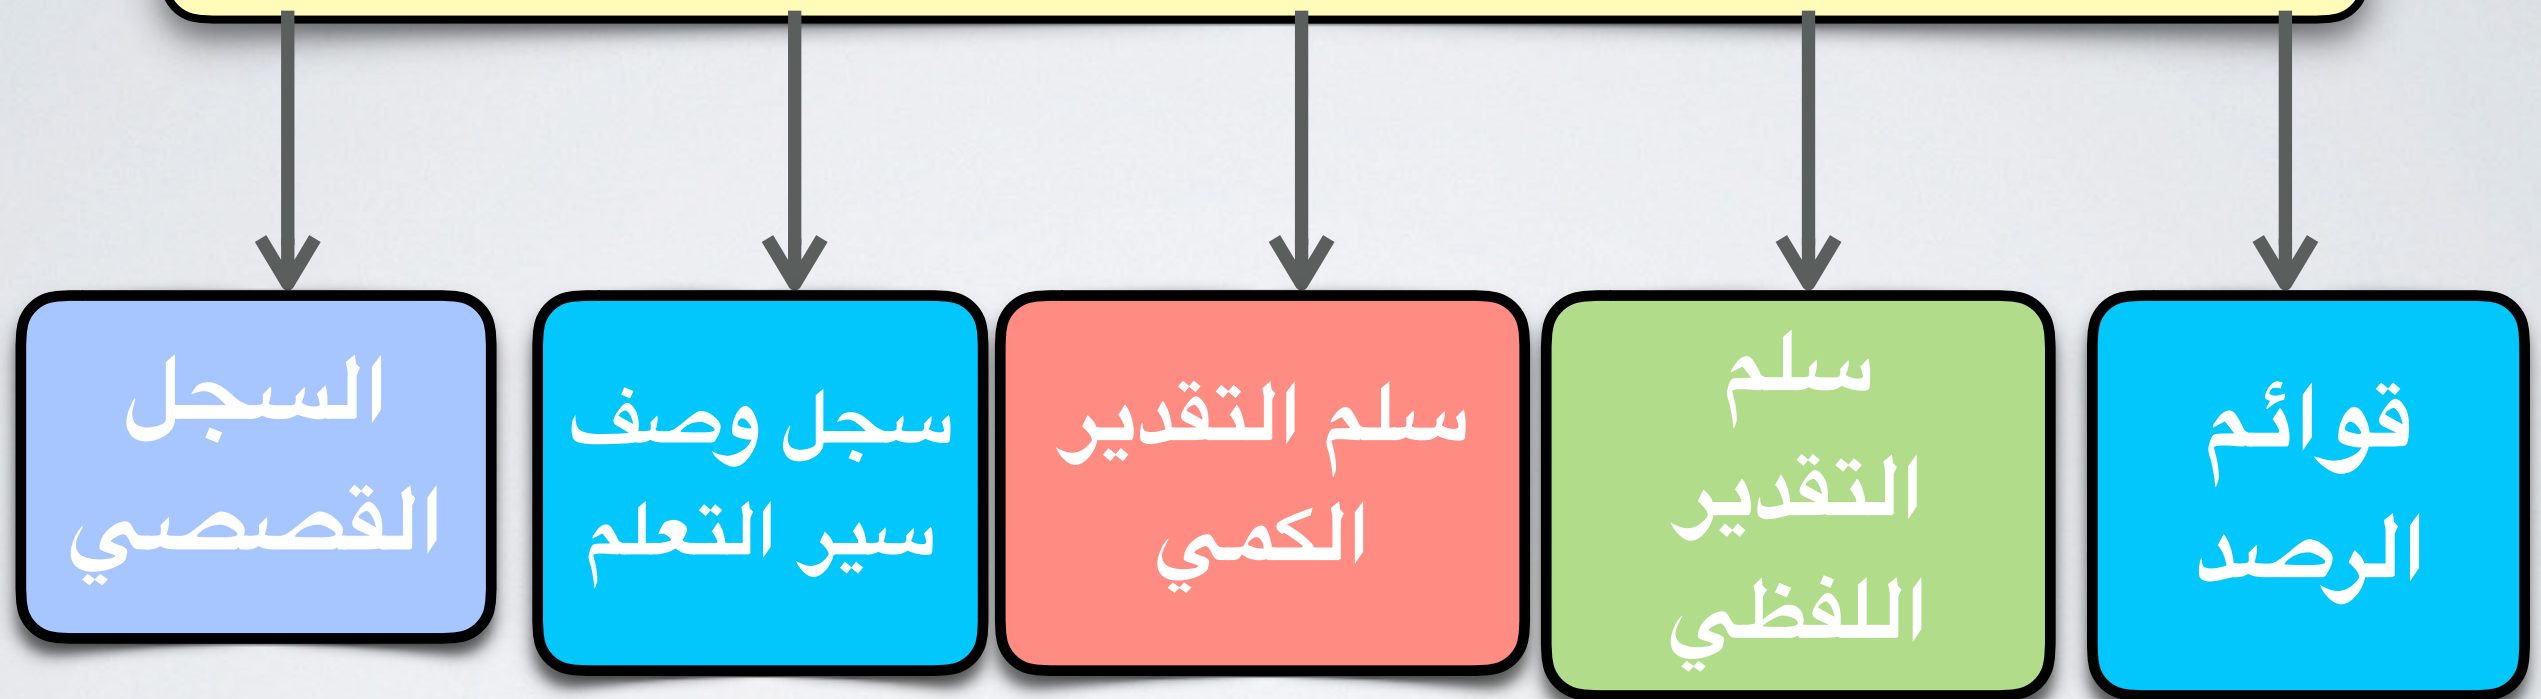 قوائم
الرصد
سلم
التقدير
اللفظي
سلم التقدير
الكمي
سجل وصف
سير التعلم
السجل
القصصي